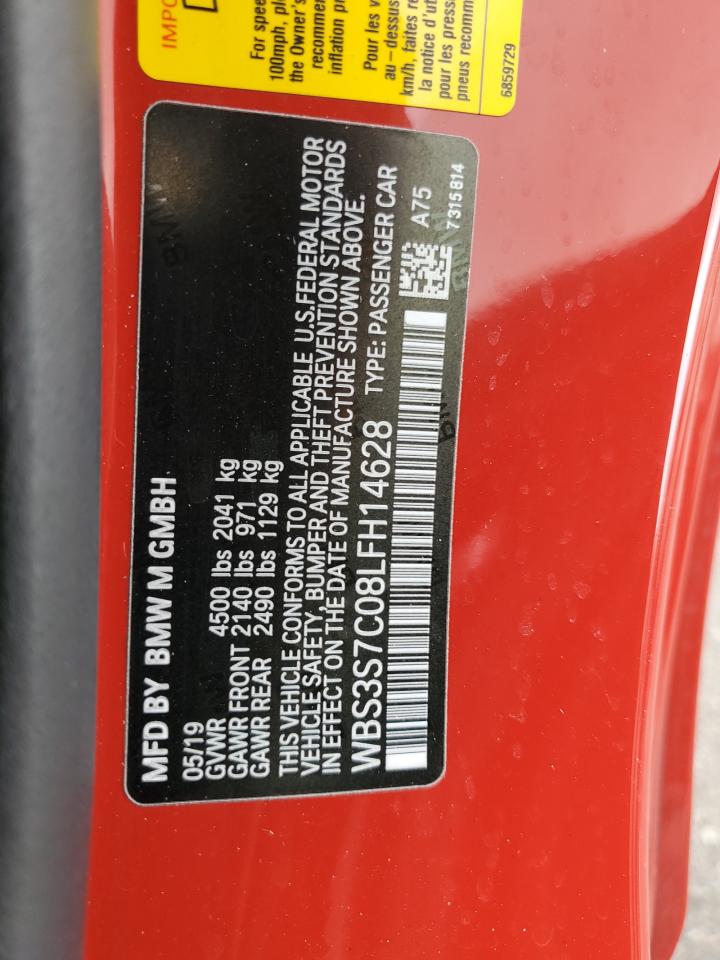 IMPO
For spee
100mph, ple
the Owner's
recommen
inflation pr
Pour les v
au-dessus
km/h, faites re
la notice d'ut
pour les press
pneus recomm
6859729
MFD BY BMW M GMBH
05/19
GVWR 4500 lbs 2041 kg
GAWR FRONT 2140 lbs 971 kg
GAWR REAR 2490 lbs 1129 kg
THIS VEHICLE CONFORMS TO ALL APPLICABLE U.S.FEDERAL MOTOR
VEHICLE SAFETY, BUMPER AND THEFT PREVENTION STANDARDS
IN EFFECT ON THE DATE OF MANUFACTURE SHOWN ABOVE.
WBS3S7C08LFH14628 TYPE: PASSENGER CAR
A75
7315814